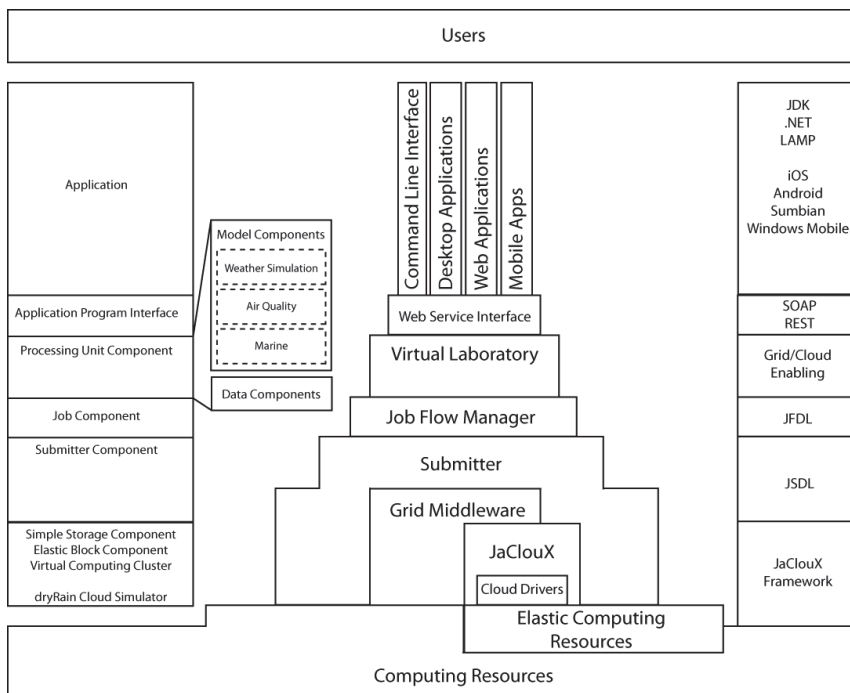 Users
Application
Application Program Interface
Processing Unit Component
Job Component
Submitter Component
Simple Storage Component
Elastic Block Component
Virtual Computing Cluster
dryRain Cloud Simulator
Model Components
Weather Simulation
Air Quality
Marine
Data Components
Command Line Interface
Desktop Applications
Web Applications
Mobile Apps
Web Service Interface
Virtual Laboratory
Job Flow Manager
Submitter
Grid Middleware
JaClouX
Cloud Drivers
Elastic Computing
Resources
Computing Resources
JDK
.NET
LAMP
iOS
Android
Sumbian
Windows Mobile
SOAP
REST
Grid/Cloud
Enabling
JFDL
JSDL
JaClouX
Framework